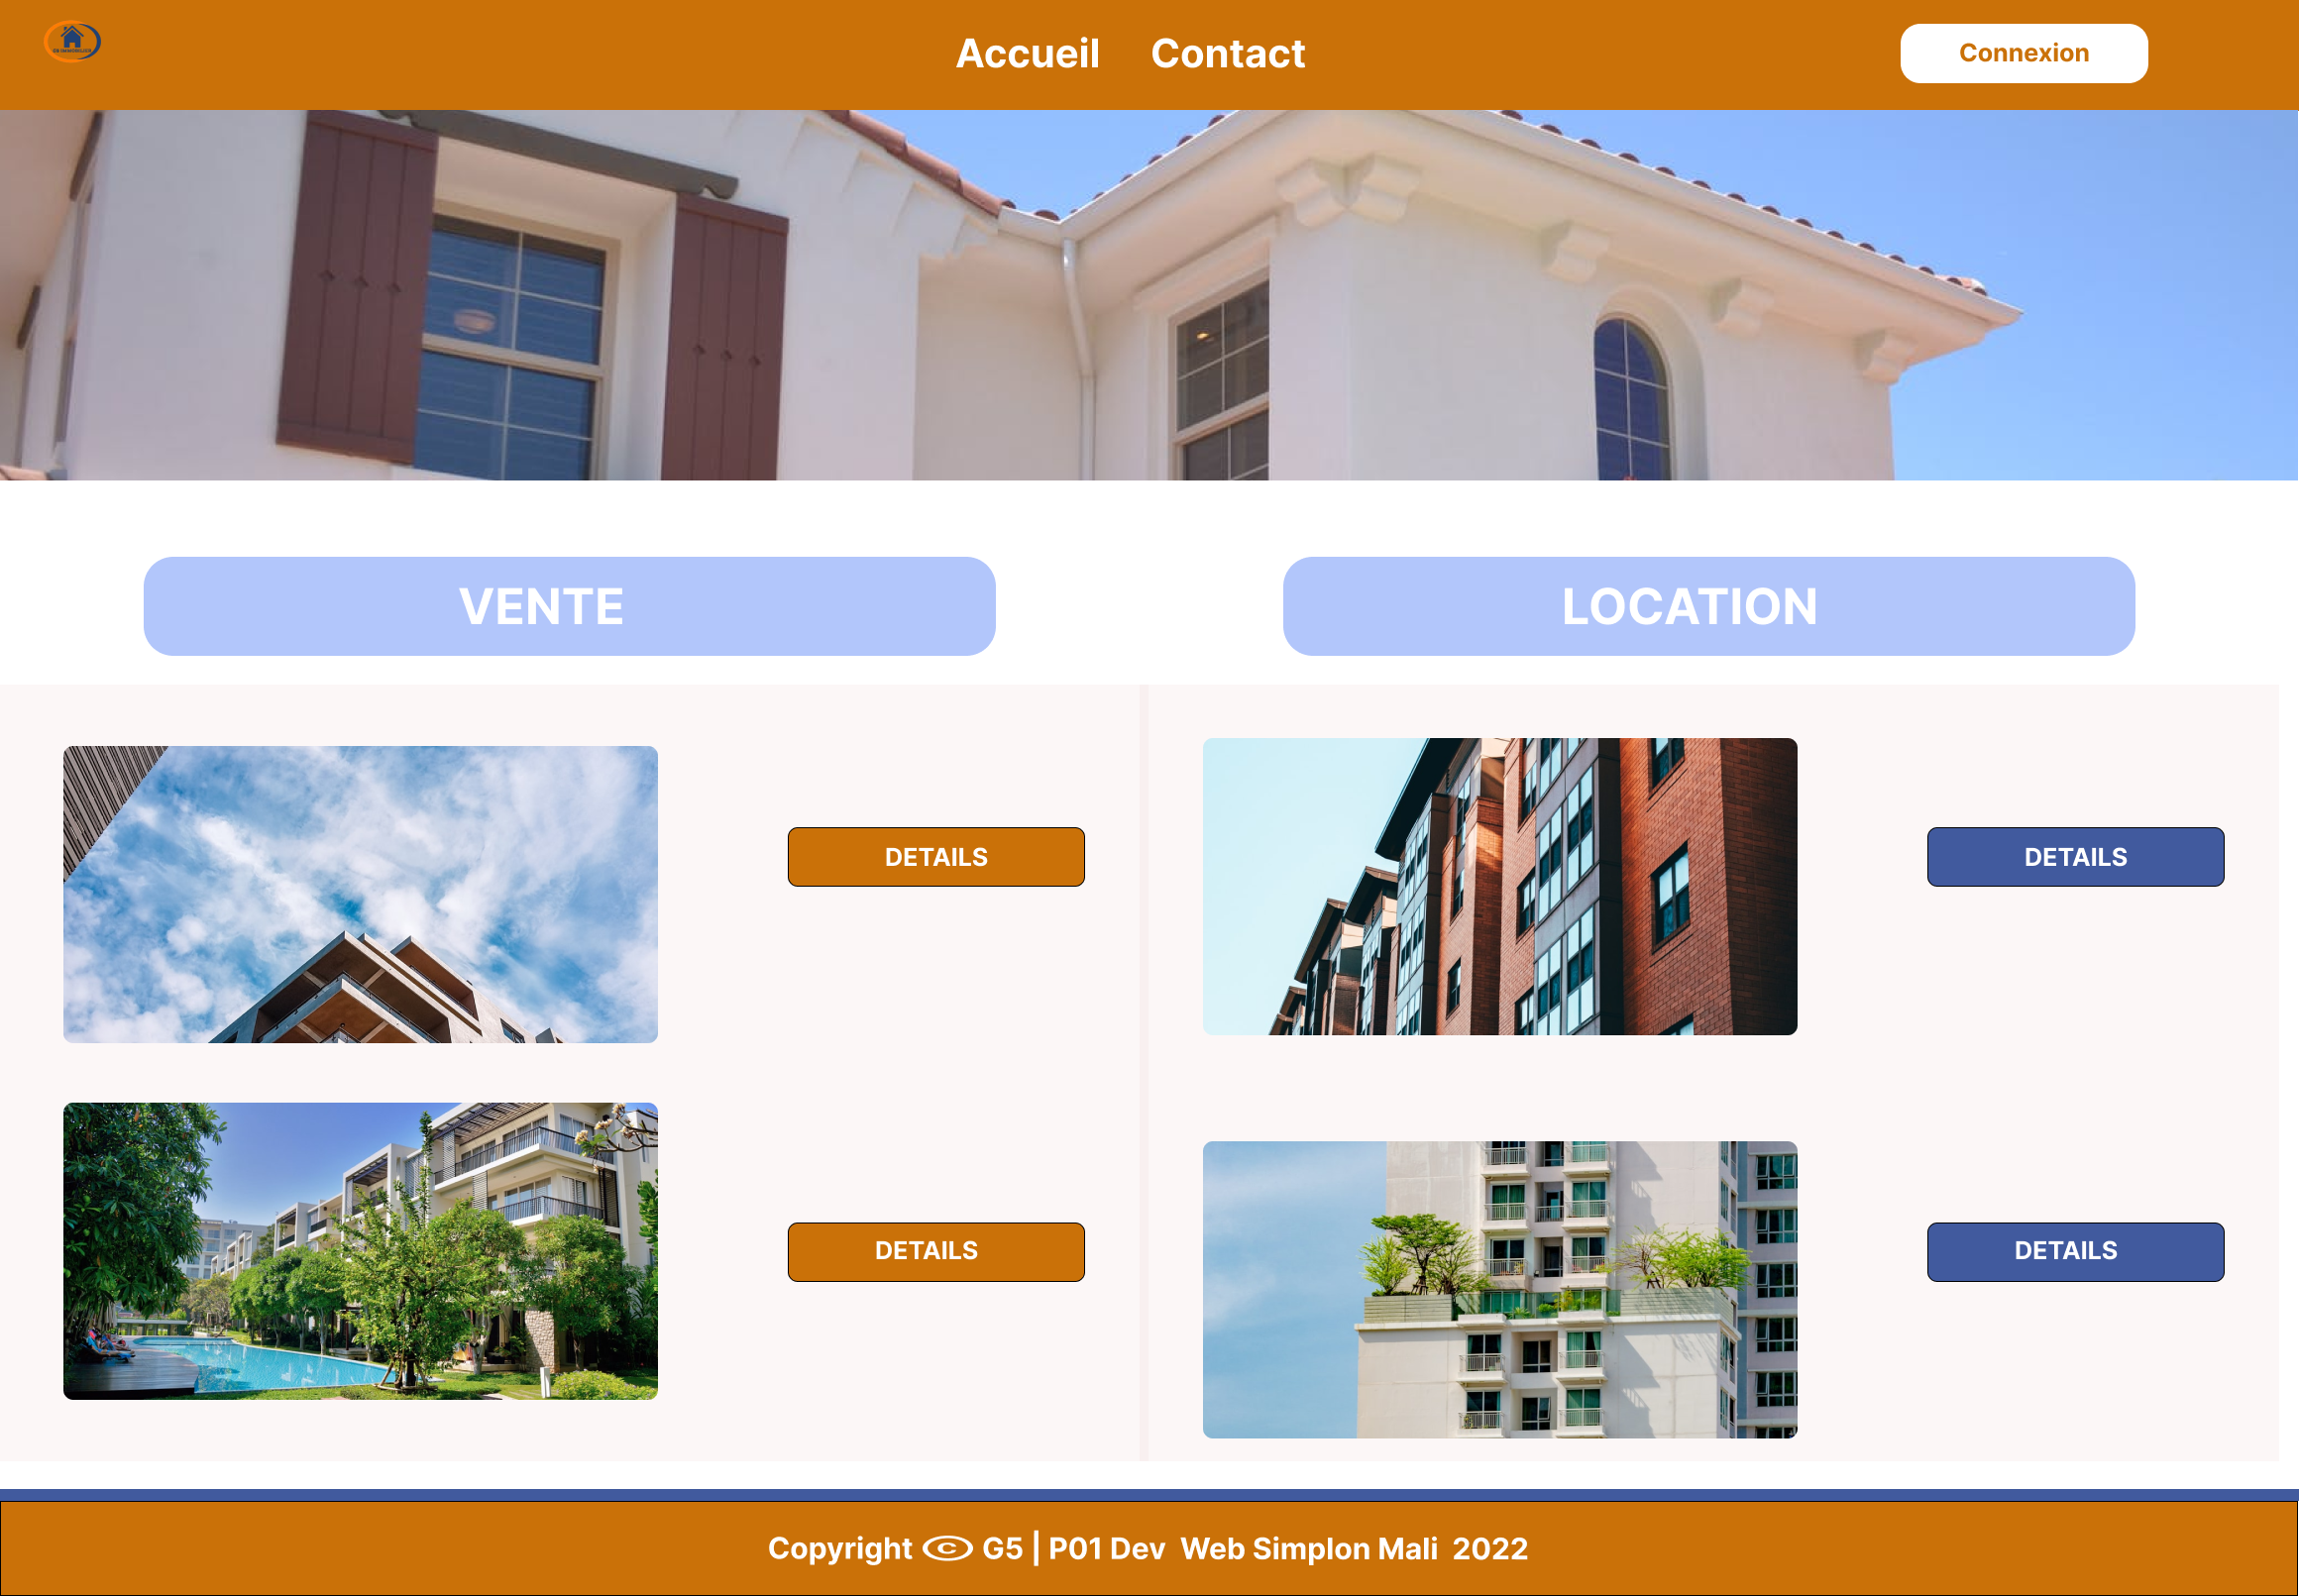 Accueil Contact Connexion
VENTE LOCATION
DETAILS DETAILS
DETAILS DETAILS
Copyright © G5 | P01 Dev Web Simplon Mali 2022